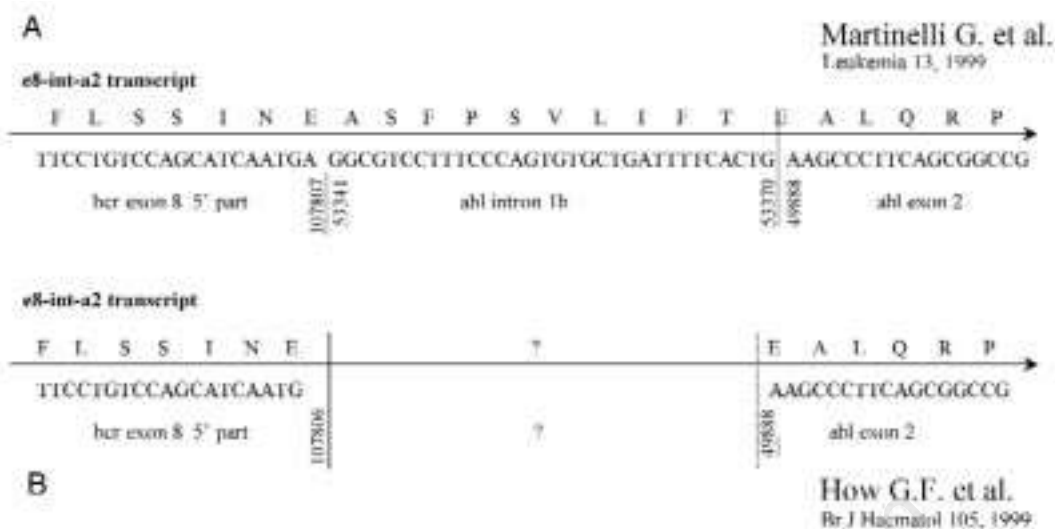 A
Martinelli G. et al.
Leukemia 13, 1999
e8-int-a2 transcript
F L S S I N E A S F P S V L I F T E A L Q R P
TTCCTGTCCAGCATCAATGA GGCGTCCTTTCCCAGTGTGCTGATTTTCACTG AAGCCCTTCAGCGGCCG
bcr exon 8 5' part 107807 53341 abl intron 1b 53370 49888 abl exon 2
e8-int-a2 transcript
F L S S I N E ? E A L Q R P
TTCCTGTCCAGCATCAATG AAGCCCTTCAGCGGCCG
bcr exon 8 5' part 107806 ? 49888 abl exon 2
B
How G.F. et al.
Br J Haematol 105, 1999